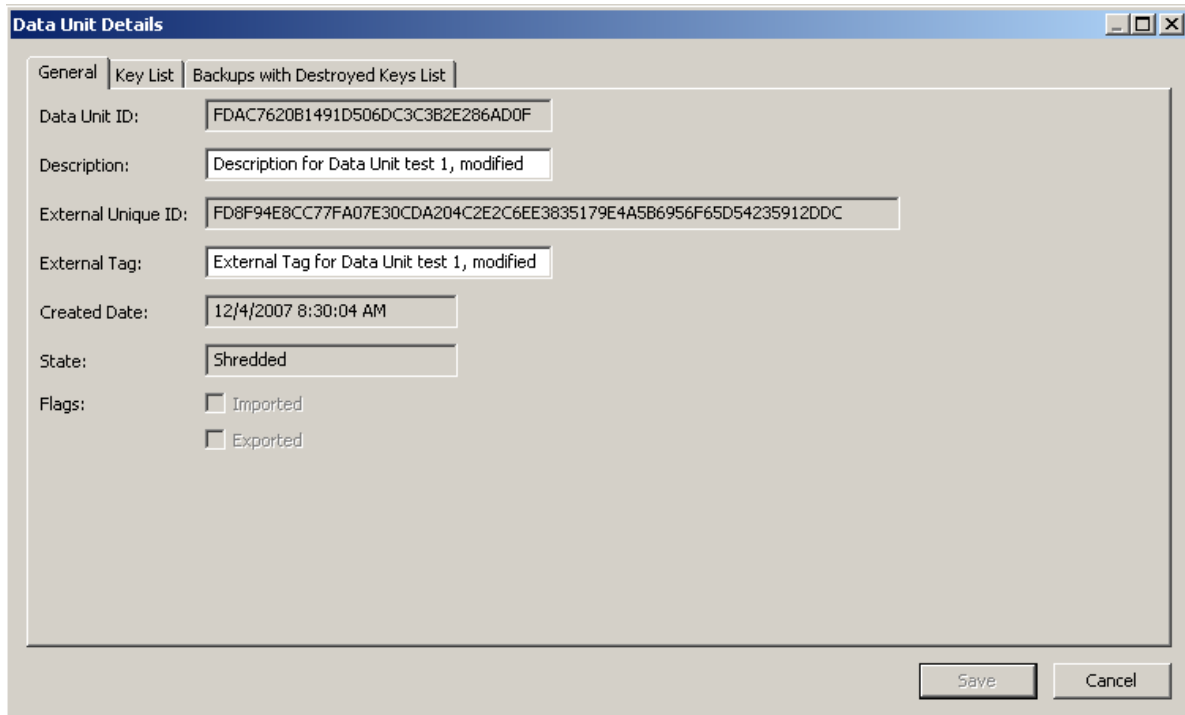 Data Unit Details
General Key List Backups with Destroyed Keys List
Data Unit ID: FDAC7620B1491D506DC3C3B2E286AD0F
Description: Description for Data Unit test 1, modified
External Unique ID: FD8F94E8CC77FA07E30CDA204C2E2C6EE3835179E4A5B6956F65D54235912DDC
External Tag: External Tag for Data Unit test 1, modified
Created Date: 12/4/2007 8:30:04 AM
State: Shredded
Flags: Imported
Exported
Save Cancel